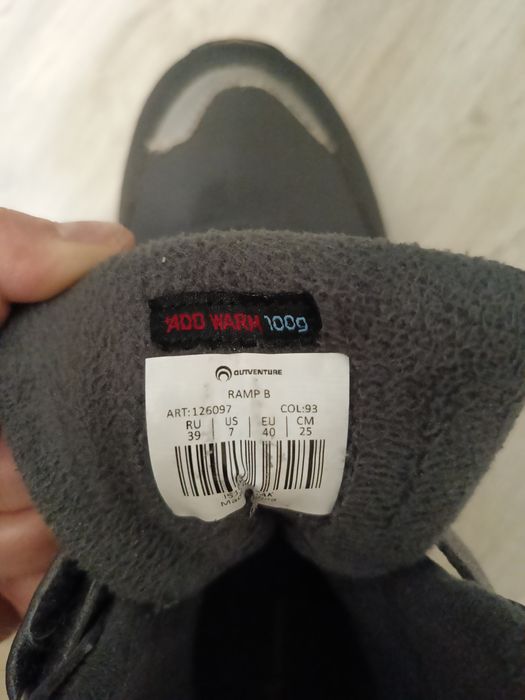 ADD WARM 100g
OUTVENTURE
RAMP B
ART:126097 COL:93
RU US EU CM
39 7 40 25